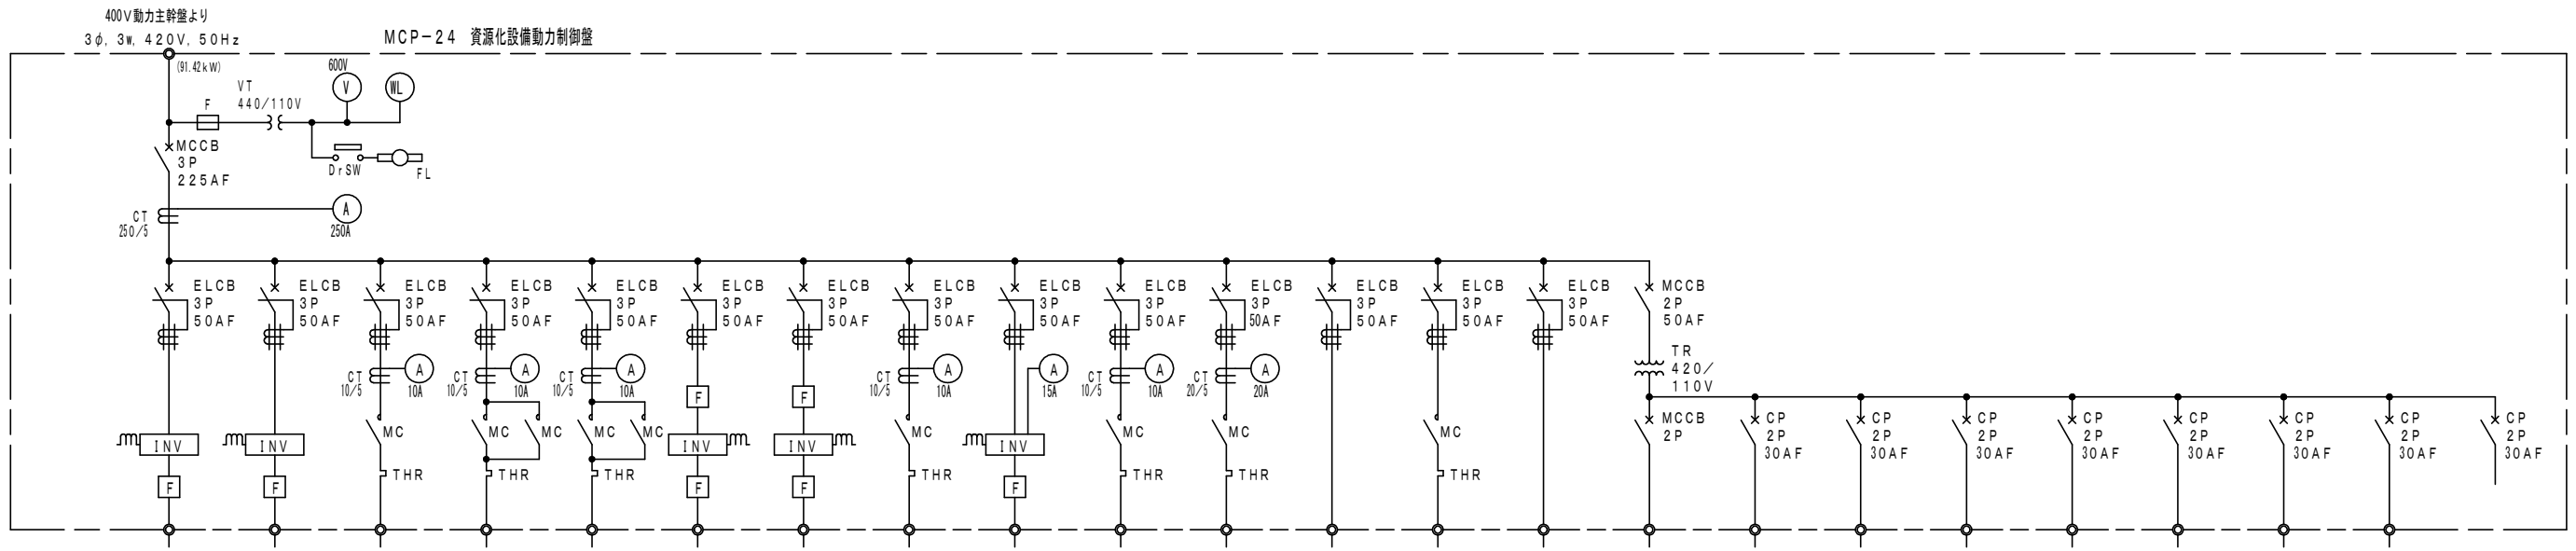 400V動力主幹盤より
3φ, 3w, 420V, 50Hz
MCP-24 資源化設備動力制御盤
(91.42kW)
600V
V
WL
VT
440/110V
F
MCCB
3P
225AF
DrSW
FL
CT
250/5
A
250A
ELCB
3P
50AF
ELCB
3P
50AF
ELCB
3P
50AF
ELCB
3P
50AF
ELCB
3P
50AF
ELCB
3P
50AF
ELCB
3P
50AF
ELCB
3P
50AF
ELCB
3P
50AF
ELCB
3P
50AF
ELCB
3P
50AF
ELCB
3P
50AF
ELCB
3P
50AF
ELCB
3P
50AF
MCCB
2P
50AF
TR
420/
110V
CT
10/5
A
10A
CT
10/5
A
10A
CT
10/5
A
10A
F
F
CT
10/5
A
10A
A
15A
CT
10/5
A
10A
CT
20/5
A
20A
INV
INV
MC
MC
MC
MC
MC
INV
INV
MC
INV
MC
MC
MC
F
F
THR
THR
THR
F
F
THR
F
THR
THR
THR
MCCB
2P
CP
2P
30AF
CP
2P
30AF
CP
2P
30AF
CP
2P
30AF
CP
2P
30AF
CP
2P
30AF
CP
2P
30AF
CP
2P
30AF